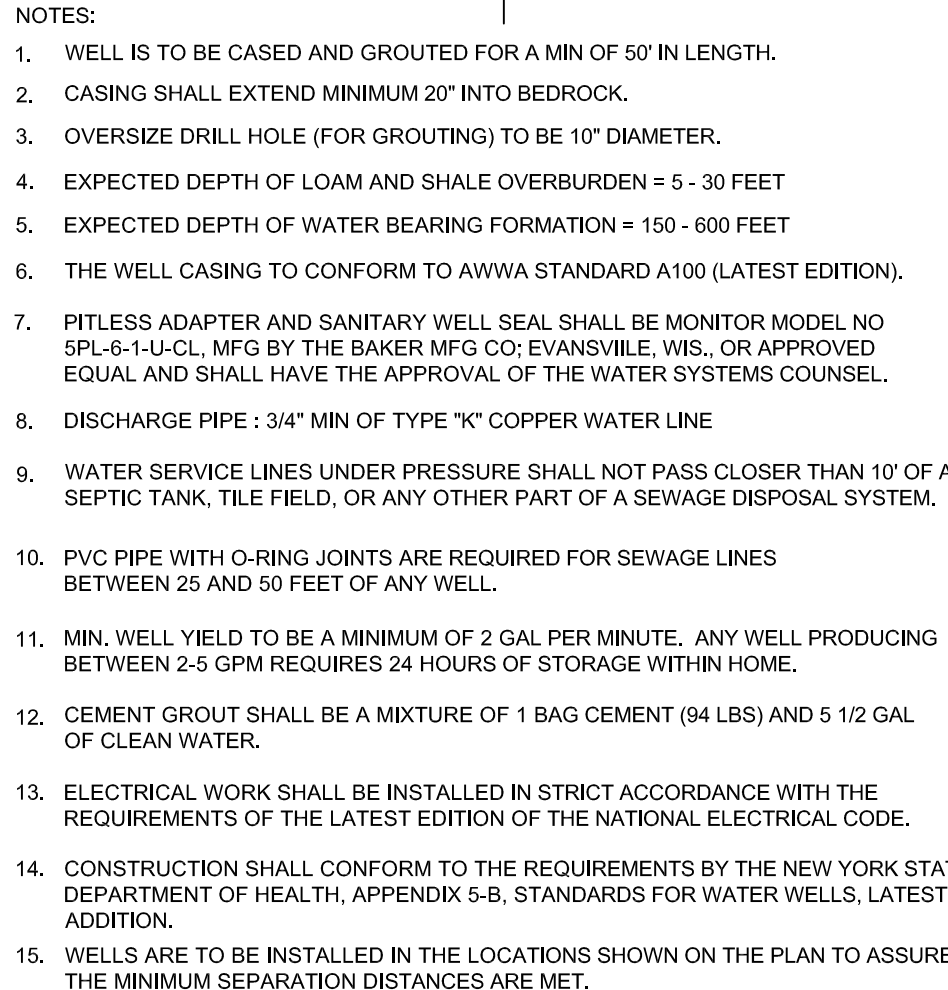 NOTES:
1. WELL IS TO BE CASED AND GROUTED FOR A MIN OF 50' IN LENGTH.
2. CASING SHALL EXTEND MINIMUM 20" INTO BEDROCK.
3. OVERSIZE DRILL HOLE (FOR GROUTING) TO BE 10" DIAMETER.
4. EXPECTED DEPTH OF LOAM AND SHALE OVERBURDEN = 5 - 30 FEET
5. EXPECTED DEPTH OF WATER BEARING FORMATION = 150 - 600 FEET
6. THE WELL CASING TO CONFORM TO AWWA STANDARD A100 (LATEST EDITION).
7. PITLESS ADAPTER AND SANITARY WELL SEAL SHALL BE MONITOR MODEL NO
5PL-6-1-U-CL, MFG BY THE BAKER MFG CO; EVANSVIILE, WIS., OR APPROVED
EQUAL AND SHALL HAVE THE APPROVAL OF THE WATER SYSTEMS COUNSEL.
8. DISCHARGE PIPE : 3/4" MIN OF TYPE "K" COPPER WATER LINE
9. WATER SERVICE LINES UNDER PRESSURE SHALL NOT PASS CLOSER THAN 10' OF A
SEPTIC TANK, TILE FIELD, OR ANY OTHER PART OF A SEWAGE DISPOSAL SYSTEM.
10. PVC PIPE WITH O-RING JOINTS ARE REQUIRED FOR SEWAGE LINES
BETWEEN 25 AND 50 FEET OF ANY WELL.
11. MIN. WELL YIELD TO BE A MINIMUM OF 2 GAL PER MINUTE. ANY WELL PRODUCING
BETWEEN 2-5 GPM REQUIRES 24 HOURS OF STORAGE WITHIN HOME.
12. CEMENT GROUT SHALL BE A MIXTURE OF 1 BAG CEMENT (94 LBS) AND 5 1/2 GAL
OF CLEAN WATER.
13. ELECTRICAL WORK SHALL BE INSTALLED IN STRICT ACCORDANCE WITH THE
REQUIREMENTS OF THE LATEST EDITION OF THE NATIONAL ELECTRICAL CODE.
14. CONSTRUCTION SHALL CONFORM TO THE REQUIREMENTS BY THE NEW YORK STAT
DEPARTMENT OF HEALTH, APPENDIX 5-B, STANDARDS FOR WATER WELLS, LATEST
ADDITION.
15. WELLS ARE TO BE INSTALLED IN THE LOCATIONS SHOWN ON THE PLAN TO ASSURE
THE MINIMUM SEPARATION DISTANCES ARE MET.